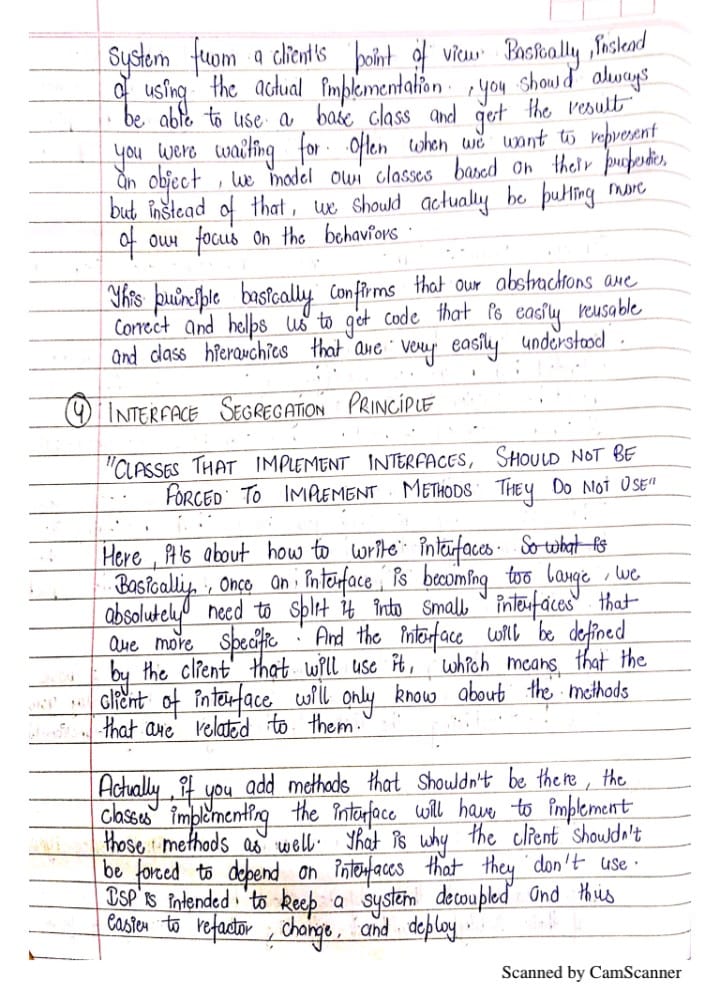 system from a client's point of view. Basically, instead
of using the actual implementation, you should always
be able to use a base class and get the result
you were waiting for. Often when we want to represent
an object, we model our classes based on their properties,
but instead of that, we should actually be putting more
of our focus on the behaviors.
This principle basically confirms that our abstractions are
correct and helps us to get code that is easily reusable
and class hierarchies that are very easily understood.
④ INTERFACE SEGREGATION PRINCIPLE
"CLASSES THAT IMPLEMENT INTERFACES, SHOULD NOT BE
FORCED TO IMPLEMENT METHODS THEY DO NOT USE"
Here, it's about how to write interfaces. So what is
Basically, once an interface is becoming too large, we
absolutely need to split it into small interfaces that
are more specific. And the interface will be defined
by the client that will use it, which means that the
client of interface will only know about the methods
that are related to them.
Actually, if you add methods that shouldn't be there, the
classes implementing the interface will have to implement
those methods as well. That is why the client shouldn't
be forced to depend on interfaces that they don't use.
ISP is intended to keep a system decoupled and thus
easier to refactor, change, and deploy.
Scanned by CamScanner